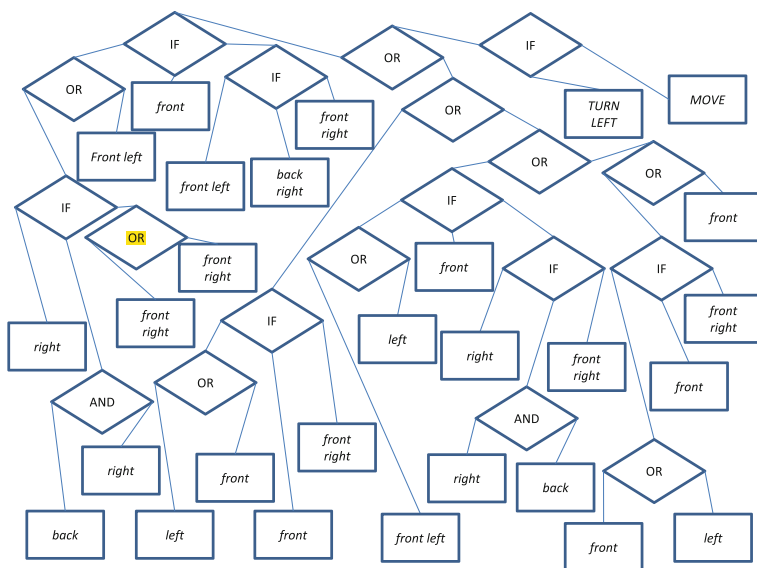 IF
IF
OR
OR
IF
front
MOVE
TURN
LEFT
OR
front
right
Front left
front left
back
right
OR
OR
IF
IF
front
OR
front
right
OR
front
IF
IF
front
right
front
right
IF
right
left
right
front
right
front
OR
AND
AND
front
right
right
front
right
back
OR
back
left
front
front left
front
left